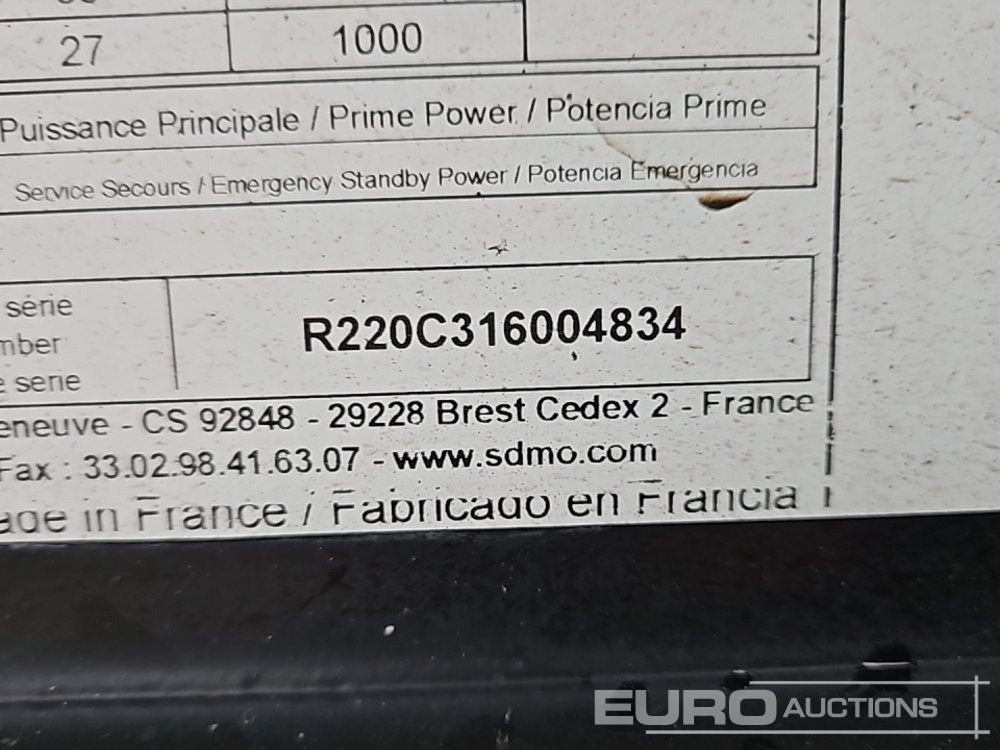 27 1000
Puissance Principale / Prime Power / Potencia Prime
Service Secours / Emergency Standby Power / Potencia Emergencia
série
mber
serie
R220C316004834
eneuve - CS 92848 - 29228 Brest Cedex 2 - France
Fax : 33.02.98.41.63.07 - www.sdmo.com
ade in France / Fabricado en Francia
EURO AUCTIONS